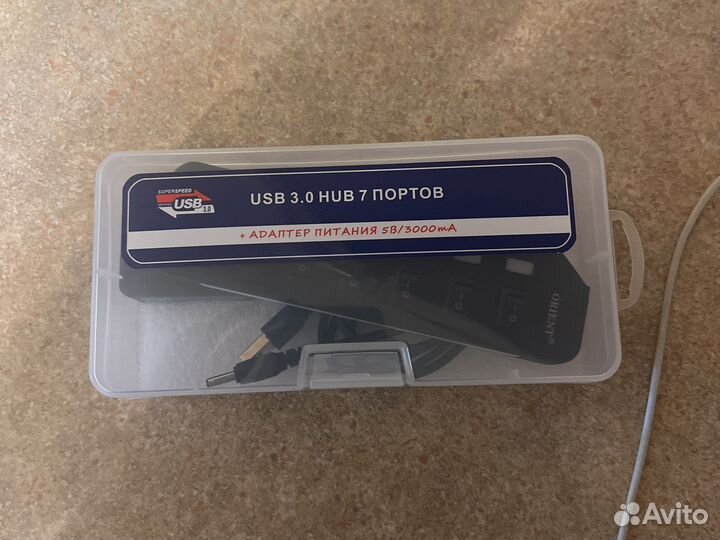 SUPERSPEED
USB
3.0
USB 3.0 HUB 7 ПОРТОВ
+ АДАПТЕР ПИТАНИЯ 5В/3000mA
ORIENT®
Avito